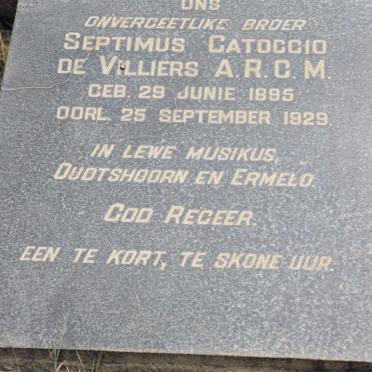 ONS
ONVERGEETLIKE BROER
SEPTIMUS GATOGGIO
DE VILLIERS A.R.C.M.
GEB. 29 JUNIE 1895
OORL. 25 SEPTEMBER 1929.
IN LEWE MUSIKUS,
OUDTSHOORN EN ERMELO.
GOD REGEER.
EEN TE KORT, TE SKONE UUR.